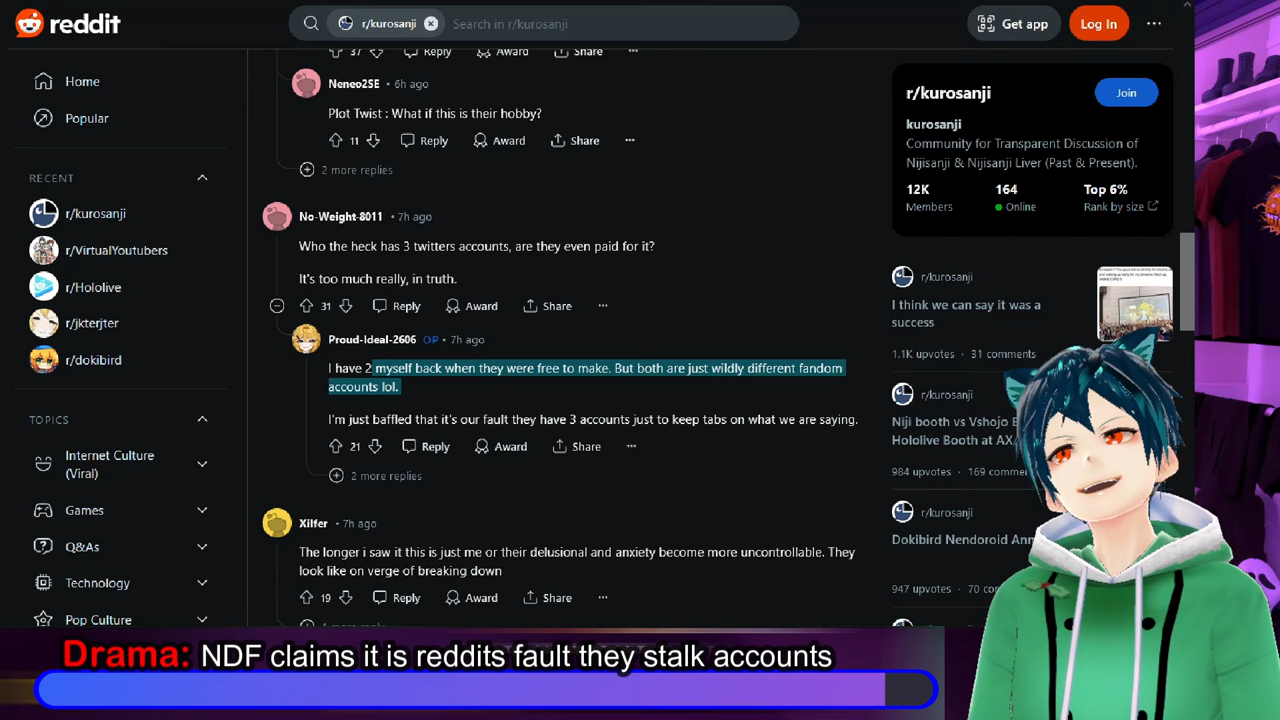 reddit
r/kurosanji
Search in r/kurosanji
Get app
Log In
Home
Popular
RECENT
r/kurosanji
r/VirtualYoutubers
r/Hololive
r/jkterjter
r/dokibird
TOPICS
Internet Culture
(Viral)
Games
Q&As
Technology
Pop Culture
37
Reply
Award
Share
Neneo2SE • 6h ago
Plot Twist : What if this is their hobby?
11
Reply
Award
Share
2 more replies
No-Weight-8011 • 7h ago
Who the heck has 3 twitters accounts, are they even paid for it?
It's too much really, in truth.
31
Reply
Award
Share
Proud-Ideal-2606 OP • 7h ago
I have 2 myself back when they were free to make. But both are just wildly different fandom
accounts lol.
I'm just baffled that it's our fault they have 3 accounts just to keep tabs on what we are saying.
21
Reply
Award
Share
2 more replies
Xilfer • 7h ago
The longer i saw it this is just me or their delusional and anxiety become more uncontrollable. They
look like on verge of breaking down
19
Reply
Award
Share
r/kurosanji
Join
kurosanji
Community for Transparent Discussion of
Nijisanji & Nijisanji Liver (Past & Present).
12K
164
Top 6%
Members
Online
Rank by size
r/kurosanji
I think we can say it was a
success
1.1K upvotes • 31 comments
r/kurosanji
Niji booth vs Vshojo B
Hololive Booth at AX
984 upvotes • 169 comm
r/kurosanji
Dokibird Nendoroid Ann
947 upvotes • 70
Drama: NDF claims it is reddits fault they stalk accounts